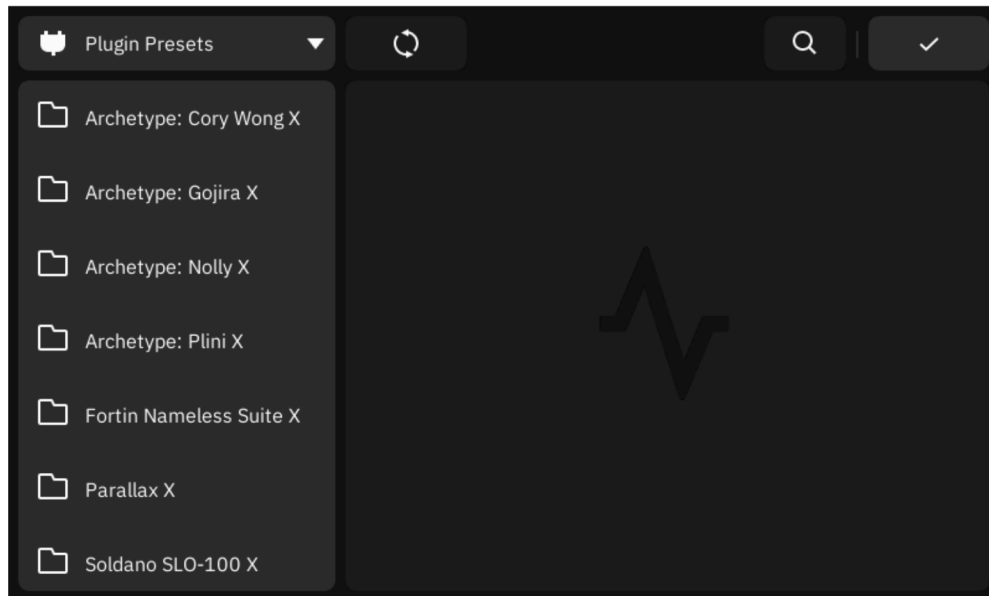 Plugin Presets
Archetype: Cory Wong X
Archetype: Gojira X
Archetype: Nolly X
Archetype: Plini X
Fortin Nameless Suite X
Parallax X
Soldano SLO-100 X